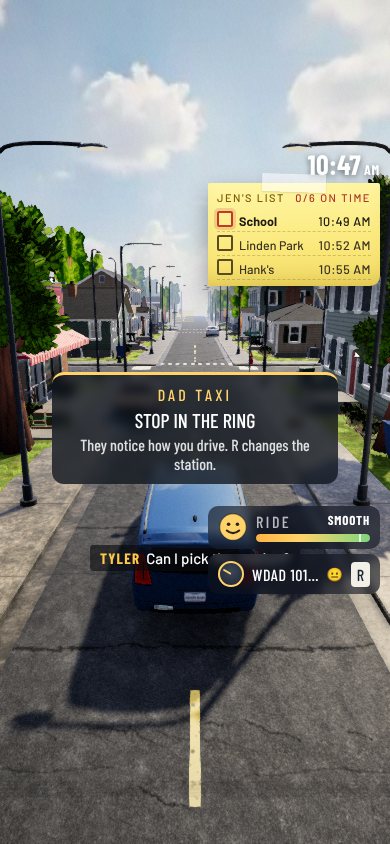 10:47 AM
JEN'S LIST 0/6 ON TIME
School 10:49 AM
Linden Park 10:52 AM
Hank's 10:55 AM
DAD TAXI
STOP IN THE RING
They notice how you drive. R changes the
station.
RIDE SMOOTH
TYLER Can I pick
WDAD 101... R